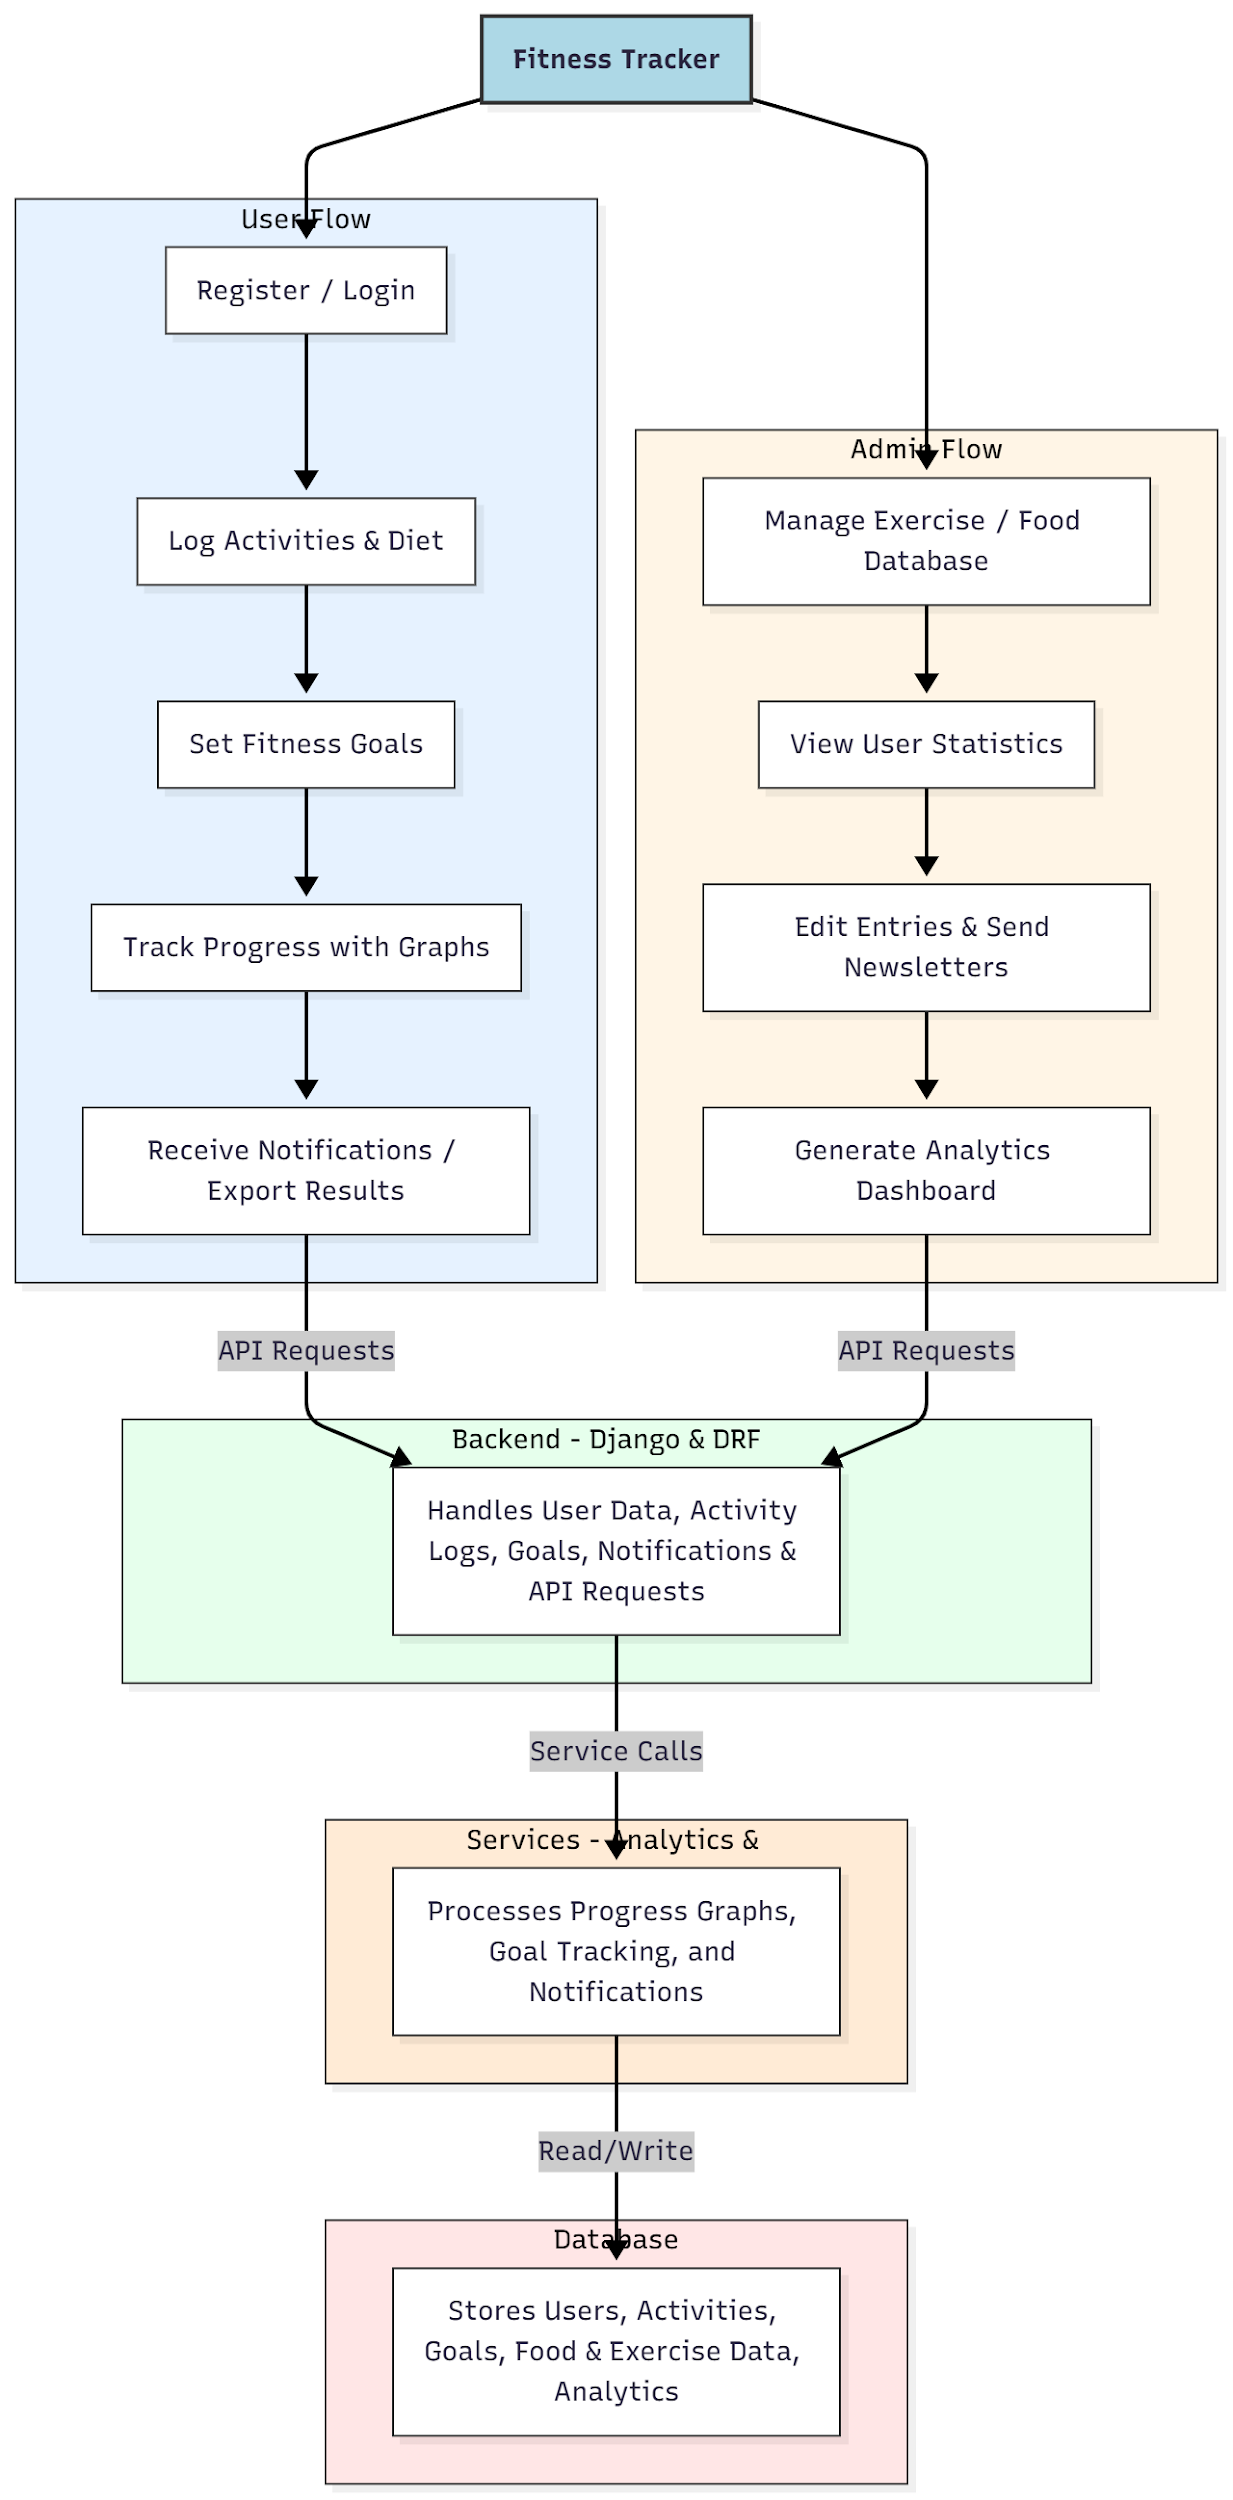 Fitness Tracker
User Flow
Register / Login
Log Activities & Diet
Set Fitness Goals
Track Progress with Graphs
Receive Notifications /
Export Results
Admin Flow
Manage Exercise / Food
Database
View User Statistics
Edit Entries & Send
Newsletters
Generate Analytics
Dashboard
API Requests
API Requests
Backend - Django & DRF
Handles User Data, Activity
Logs, Goals, Notifications &
API Requests
Service Calls
Services - Analytics &
Processes Progress Graphs,
Goal Tracking, and
Notifications
Read/Write
Database
Stores Users, Activities,
Goals, Food & Exercise Data,
Analytics